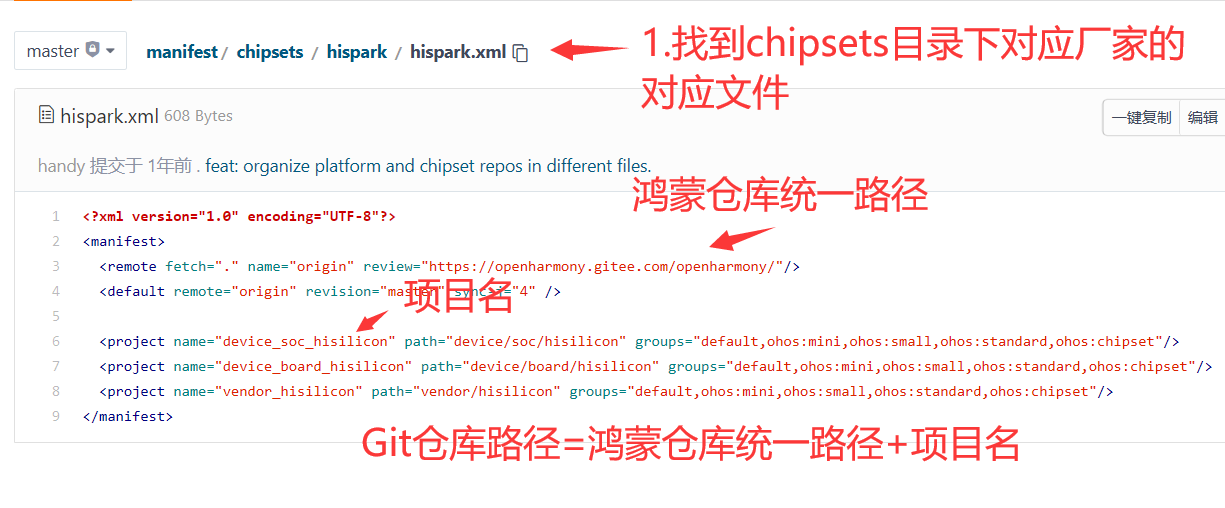 master
manifest / chipsets / hispark / hispark.xml
1.找到chipsets目录下对应厂家的
对应文件
hispark.xml 608 Bytes
一键复制 编辑
handy 提交于 1年前 . feat: organize platform and chipset repos in different files.
鸿蒙仓库统一路径
1 <?xml version="1.0" encoding="UTF-8"?>
2 <manifest>
3 <remote fetch="." name="origin" review="https://openharmony.gitee.com/openharmony/"/>
4 <default remote="origin" revision="master" sync-j="4" />
项目名
5
6 <project name="device_soc_hisilicon" path="device/soc/hisilicon" groups="default,ohos:mini,ohos:small,ohos:standard,ohos:chipset"/>
7 <project name="device_board_hisilicon" path="device/board/hisilicon" groups="default,ohos:mini,ohos:small,ohos:standard,ohos:chipset"/>
8 <project name="vendor_hisilicon" path="vendor/hisilicon" groups="default,ohos:mini,ohos:small,ohos:standard,ohos:chipset"/>
9 </manifest>
Git仓库路径=鸿蒙仓库统一路径+项目名